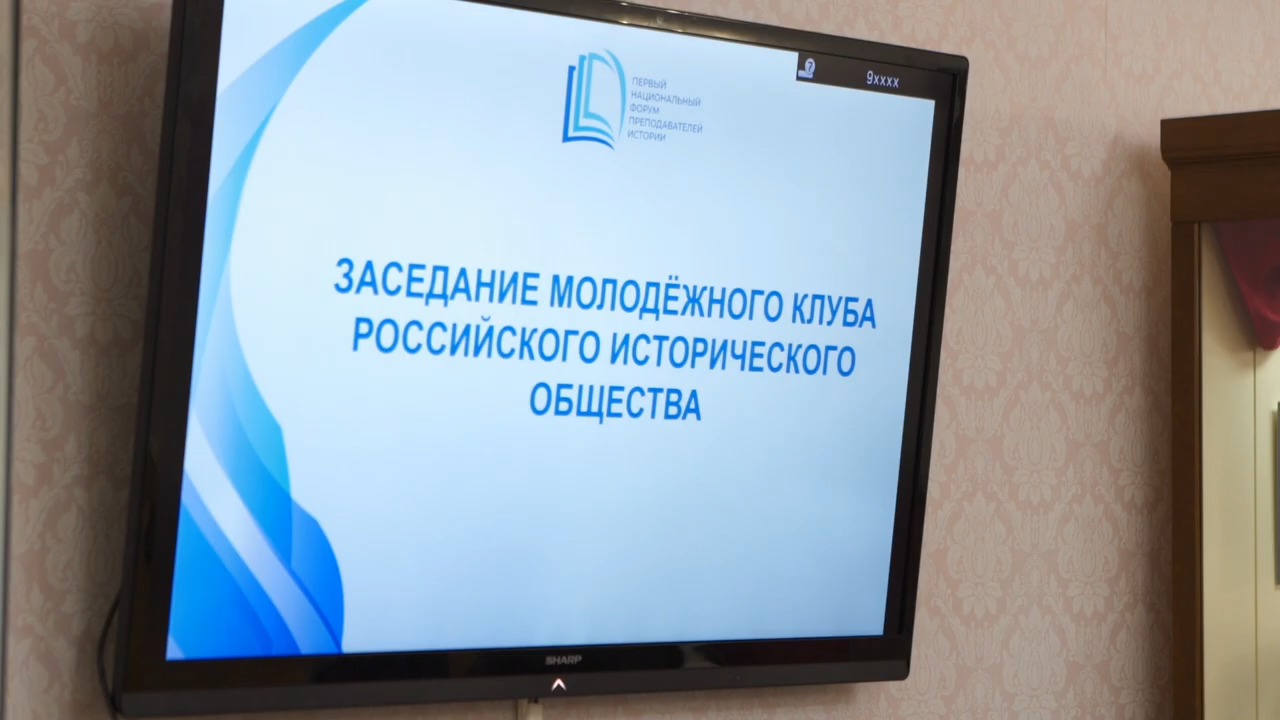 9xxxx
ПЕРВЫЙ
НАЦИОНАЛЬНЫЙ
ФОРУМ
ПРЕПОДАВАТЕЛЕЙ
ИСТОРИИ
ЗАСЕДАНИЕ МОЛОДЁЖНОГО КЛУБА
РОССИЙСКОГО ИСТОРИЧЕСКОГО
ОБЩЕСТВА
SHARP